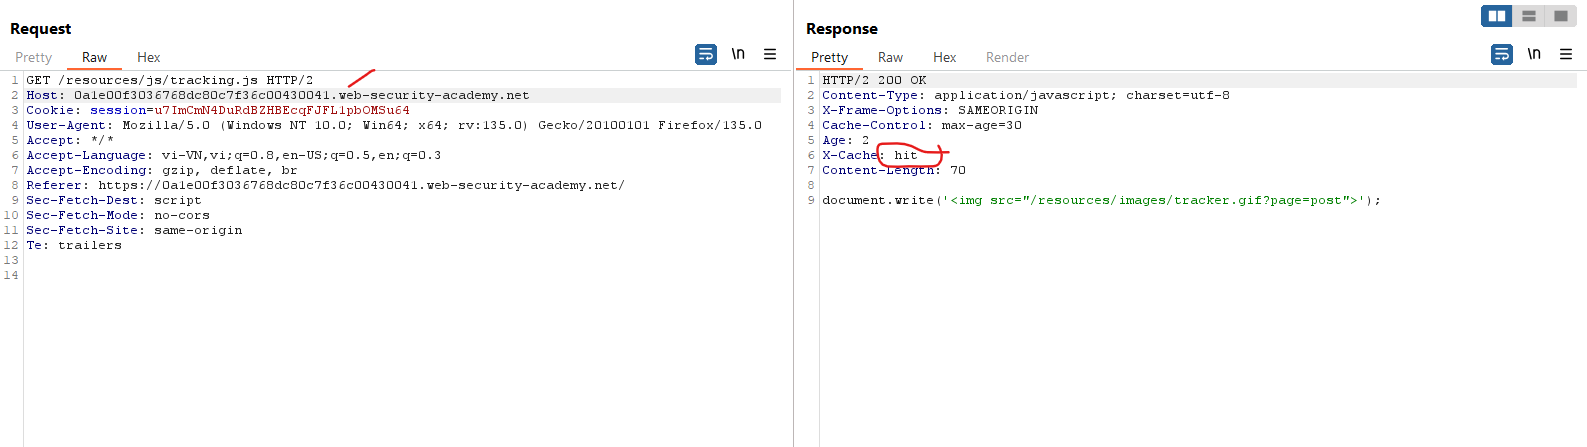 Request
Pretty Raw Hex
\n
1 GET /resources/js/tracking.js HTTP/2
2 Host: 0a1e00f3036768dc80c7f36c00430041.web-security-academy.net
3 Cookie: session=u7ImCmN4DuRdBZHBEcqFJFL1pbOMSu64
4 User-Agent: Mozilla/5.0 (Windows NT 10.0; Win64; x64; rv:135.0) Gecko/20100101 Firefox/135.0
5 Accept: */*
6 Accept-Language: vi-VN,vi;q=0.8,en-US;q=0.5,en;q=0.3
7 Accept-Encoding: gzip, deflate, br
8 Referer: https://0a1e00f3036768dc80c7f36c00430041.web-security-academy.net/
9 Sec-Fetch-Dest: script
10 Sec-Fetch-Mode: no-cors
11 Sec-Fetch-Site: same-origin
12 Te: trailers
13
14
Response
Pretty Raw Hex Render
\n
1 HTTP/2 200 OK
2 Content-Type: application/javascript; charset=utf-8
3 X-Frame-Options: SAMEORIGIN
4 Cache-Control: max-age=30
5 Age: 2
6 X-Cache: hit
7 Content-Length: 70
8
9 document.write('<img src="/resources/images/tracker.gif?page=post">');